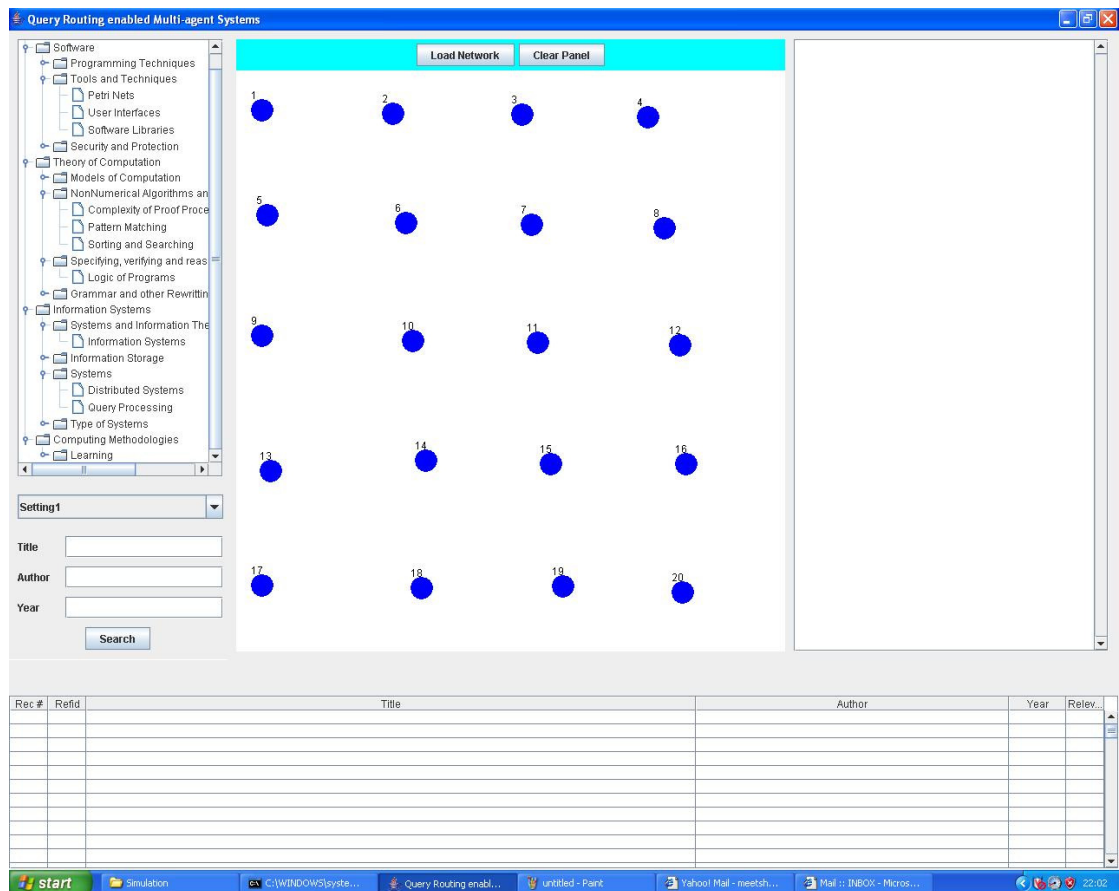 Query Routing enabled Multi-agent Systems
Software
Programming Techniques
Tools and Techniques
Petri Nets
User Interfaces
Software Libraries
Security and Protection
Theory of Computation
Models of Computation
NonNumerical Algorithms an
Complexity of Proof Proce
Pattern Matching
Sorting and Searching
Specifying, verifying and reas
Logic of Programs
Grammar and other Rewrittin
Information Systems
Systems and Information The
Information Systems
Information Storage
Systems
Distributed Systems
Query Processing
Type of Systems
Computing Methodologies
Learning
Setting1
Title
Author
Year
Search
Load Network Clear Panel
1 2 3 4
5 6 7 8
9 10 11 12
13 14 15 16
17 18 19 20
Rec # Refid Title Author Year Relev...
start Simulation C:\WINDOWS\syste... Query Routing enabl... untitled - Paint Yahoo! Mail - meetsh... Mail :: INBOX - Micros... 22:02